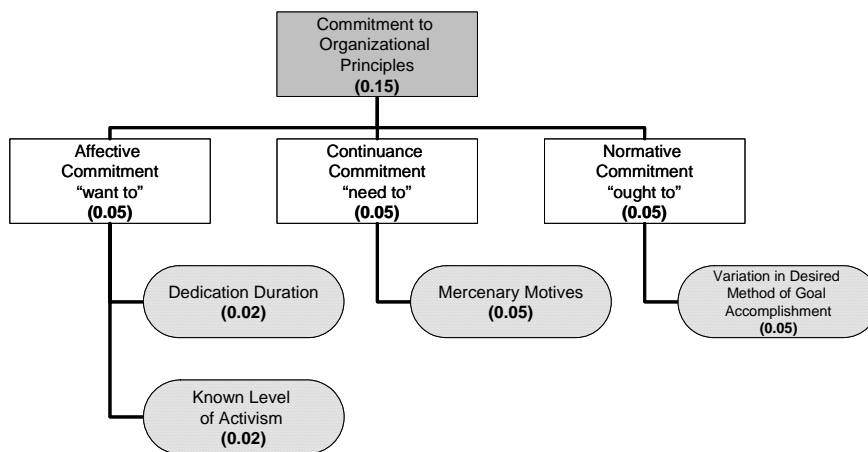 Commitment to
Organizational
Principles
(0.15)
Affective
Commitment
“want to”
(0.05)
Continuance
Commitment
“need to”
(0.05)
Normative
Commitment
“ought to”
(0.05)
Dedication Duration
(0.02)
Mercenary Motives
(0.05)
Variation in Desired
Method of Goal
Accomplishment
(0.05)
Known Level
of Activism
(0.02)